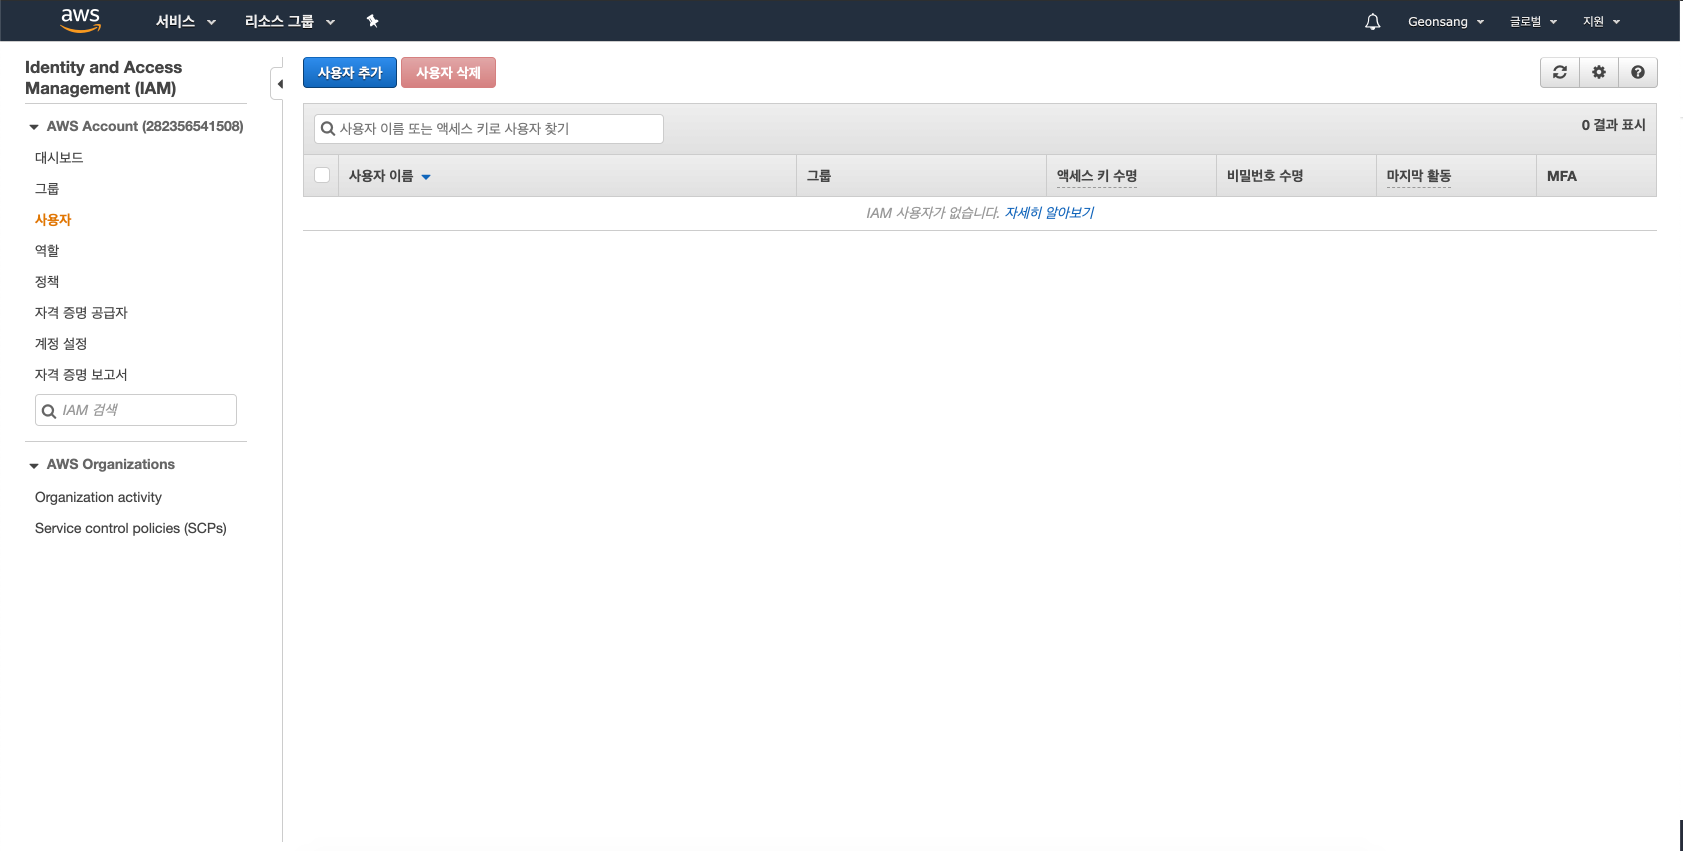 aws 서비스 리소스 그룹 Geonsang 글로벌 지원
Identity and Access
Management (IAM)
AWS Account (282356541508)
대시보드
그룹
사용자
역할
정책
자격 증명 공급자
계정 설정
자격 증명 보고서
IAM 검색
AWS Organizations
Organization activity
Service control policies (SCPs)
사용자 추가 사용자 삭제
사용자 이름 또는 액세스 키로 사용자 찾기 0 결과 표시
사용자 이름 그룹 액세스 키 수명 비밀번호 수명 마지막 활동 MFA
IAM 사용자가 없습니다. 자세히 알아보기